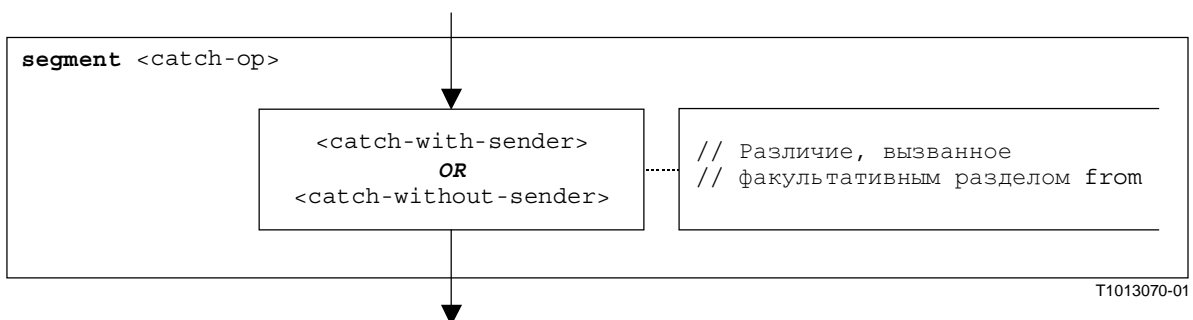 segment <catch-op>
<catch-with-sender>
OR
<catch-without-sender>
// Различие, вызванное
// факультативным разделом from
T1013070-01